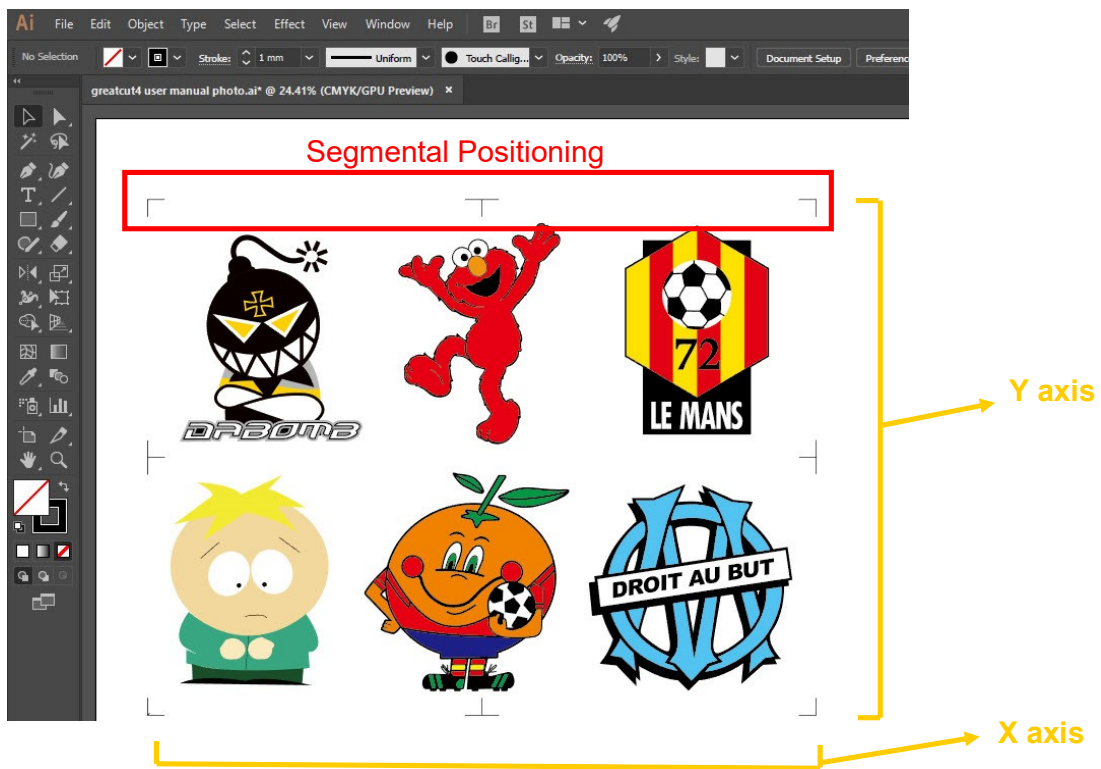 Ai File Edit Object Type Select Effect View Window Help Br St
No Selection Stroke: 1 mm Uniform Touch Callig... Opacity: 100% Style: Document Setup Preferenc
greatcut4 user manual photo.ai* @ 24.41% (CMYK/GPU Preview) ×
Segmental Positioning
72
LE MANS
DABOMB
Y axis
DROIT AU BUT
X axis